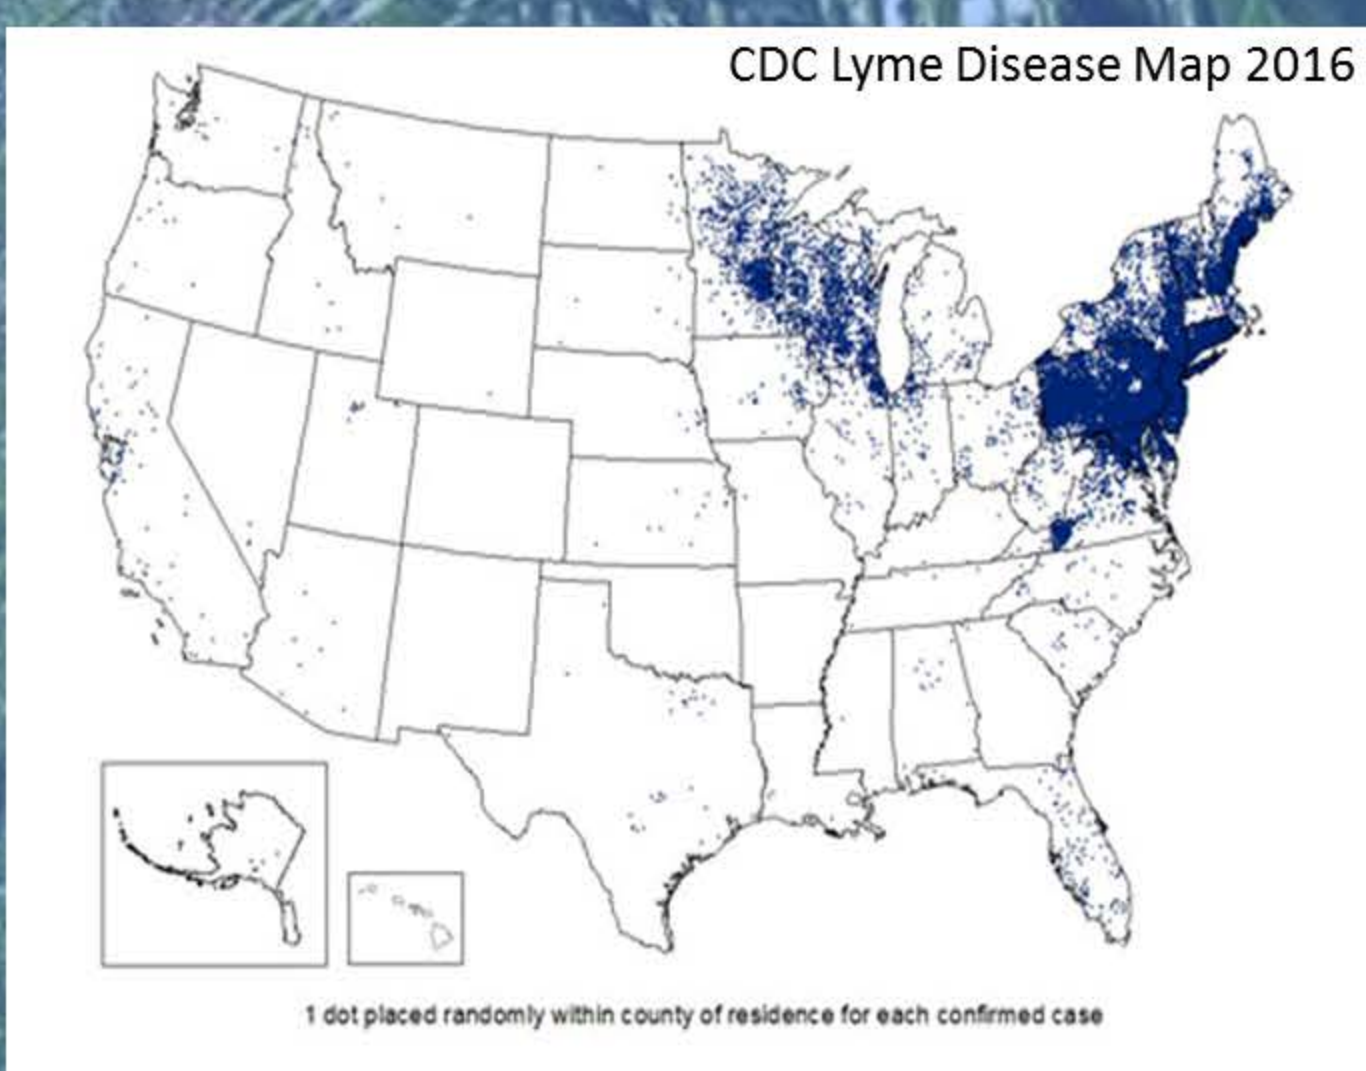 CDC Lyme Disease Map 2016
1 dot placed randomly within county of residence for each confirmed case